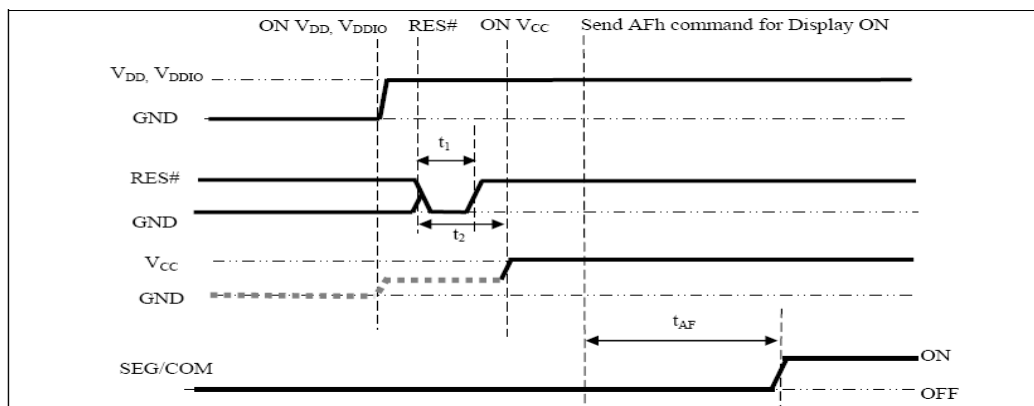 ON VDD, VDDIO RES# ON VCC Send AFh command for Display ON
VDD, VDDIO
GND
t1
RES#
GND
t2
VCC
GND
tAF
ON
SEG/COM
OFF